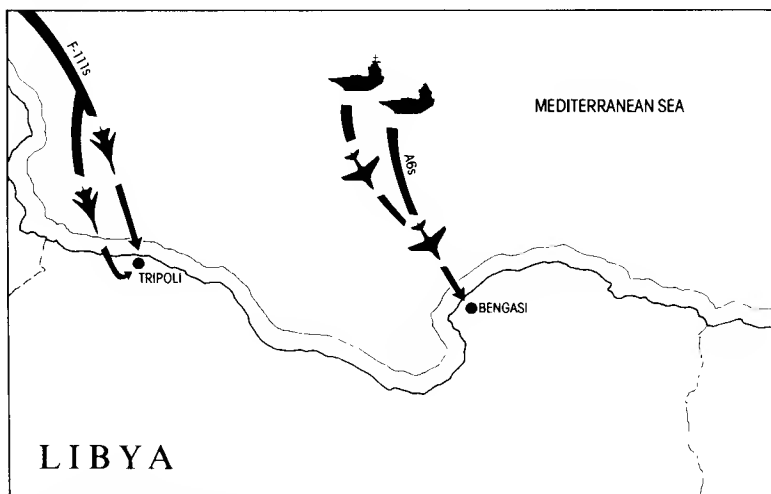 F-111s
MEDITERRANEAN SEA
A6s
TRIPOLI
BENGASI
LIBYA